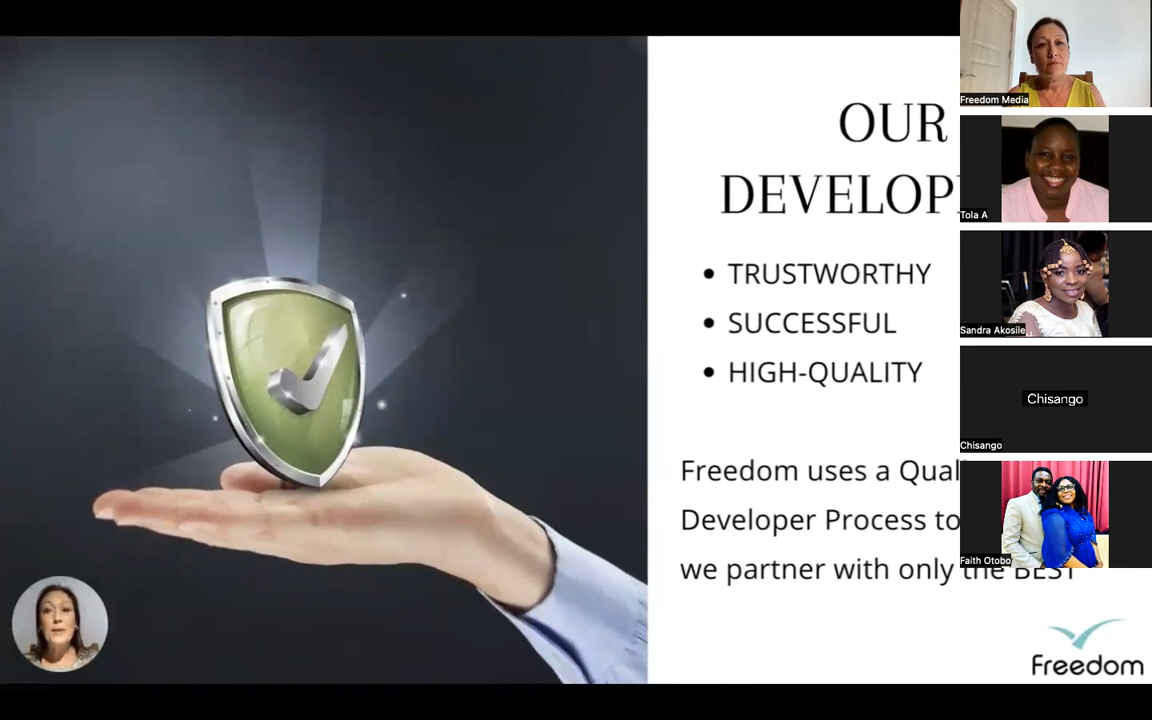 OUR
DEVELOP
TRUSTWORTHY
SUCCESSFUL
HIGH-QUALITY
Freedom uses a Qual
Developer Process to
we partner with only the BEST
Freedom
Freedom Media
Tola A
Sandra Akosile
Chisango
Chisango
Faith Otobo